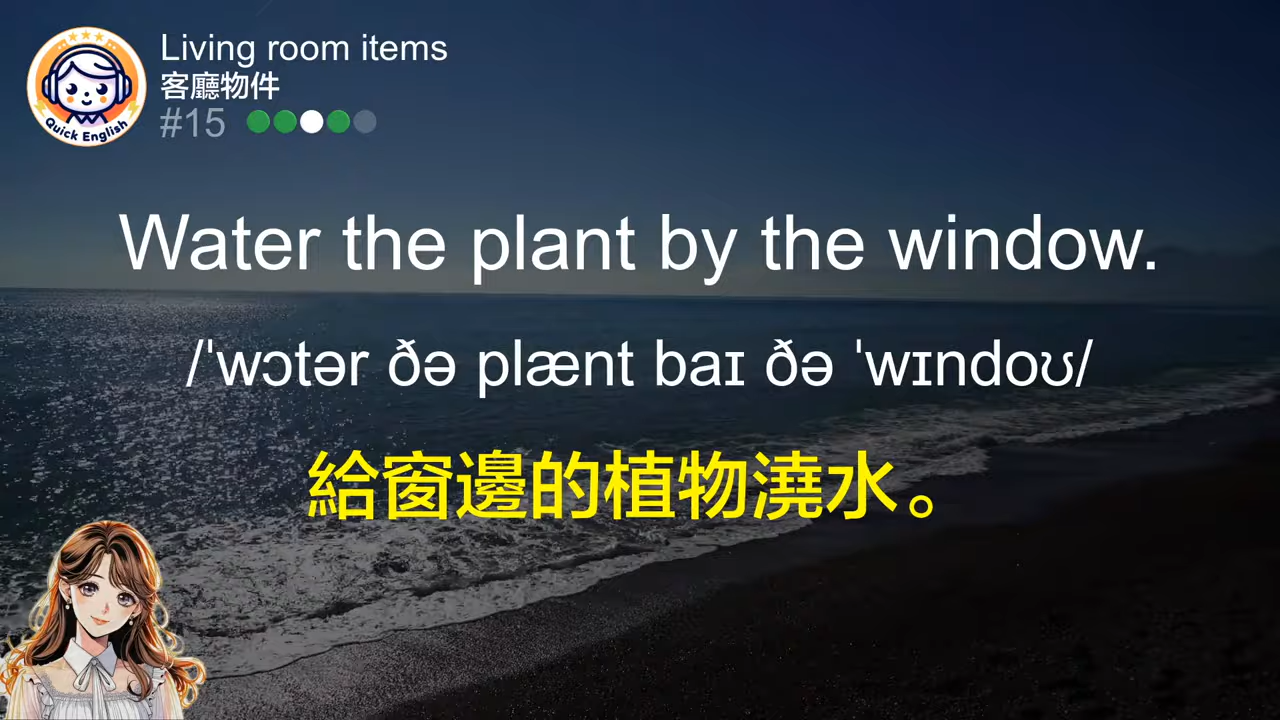 Living room items
客廳物件
#15
Quick English
Water the plant by the window.
/ˈwɔtər ðə plænt baɪ ðə ˈwɪndoʊ/
給窗邊的植物澆水。